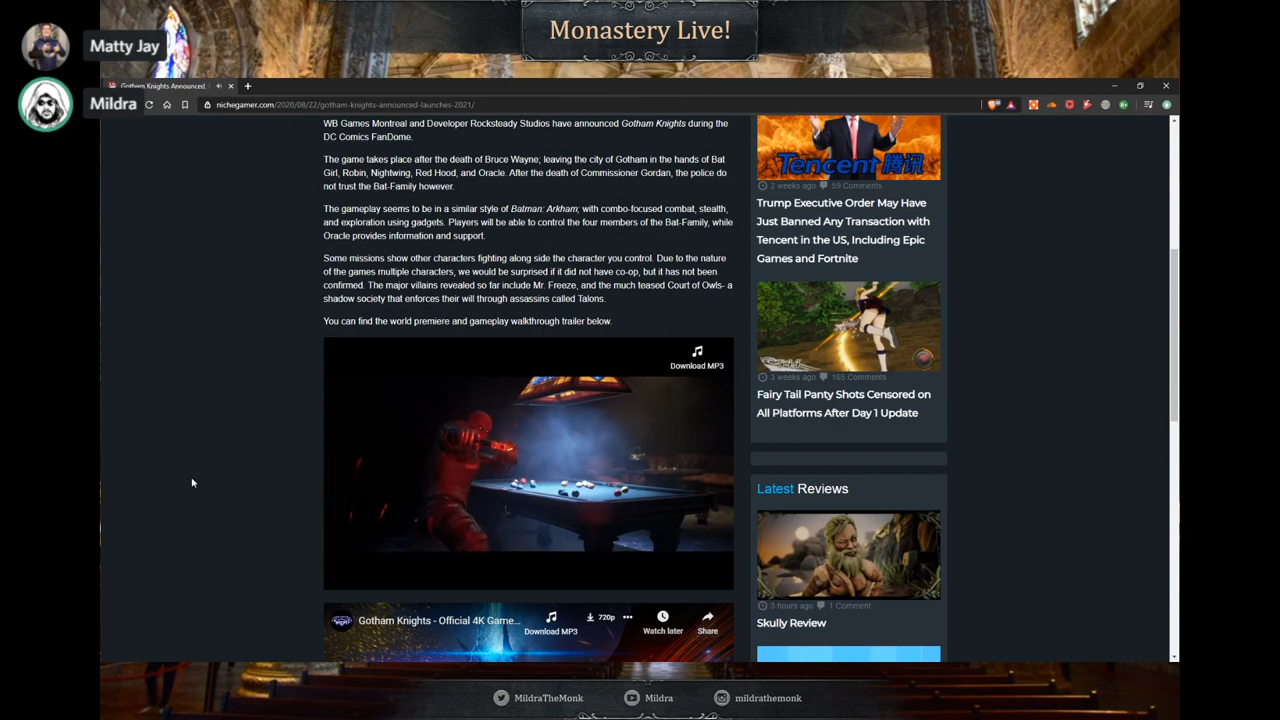 Monastery Live!
Matty Jay
Mildra
Gotham Knights Announced,
nichegamer.com/2020/08/22/gotham-knights-announced-launches-2021/
WB Games Montreal and Developer Rocksteady Studios have announced Gotham Knights during the
DC Comics FanDome.
The game takes place after the death of Bruce Wayne; leaving the city of Gotham in the hands of Bat
Girl, Robin, Nightwing, Red Hood, and Oracle. After the death of Commissioner Gordan, the police do
not trust the Bat-Family however.
The gameplay seems to be in a similar style of Batman: Arkham; with combo-focused combat, stealth,
and exploration using gadgets. Players will be able to control the four members of the Bat-Family, while
Oracle provides information and support.
Some missions show other characters fighting along side the character you control. Due to the nature
of the games multiple characters, we would be surprised if it did not have co-op, but it has not been
confirmed. The major villains revealed so far include Mr. Freeze, and the much teased Court of Owls- a
shadow society that enforces their will through assassins called Talons.
You can find the world premiere and gameplay walkthrough trailer below.
Download MP3
Gotham Knights - Official 4K Game...
Download MP3
720p
Watch later
Share
Tencent 腾讯
2 weeks ago 59 Comments
Trump Executive Order May Have
Just Banned Any Transaction with
Tencent in the US, Including Epic
Games and Fortnite
3 weeks ago 165 Comments
Fairy Tail Panty Shots Censored on
All Platforms After Day 1 Update
Latest Reviews
3 hours ago 1 Comment
Skully Review
MildraTheMonk
Mildra
mildrathemonk